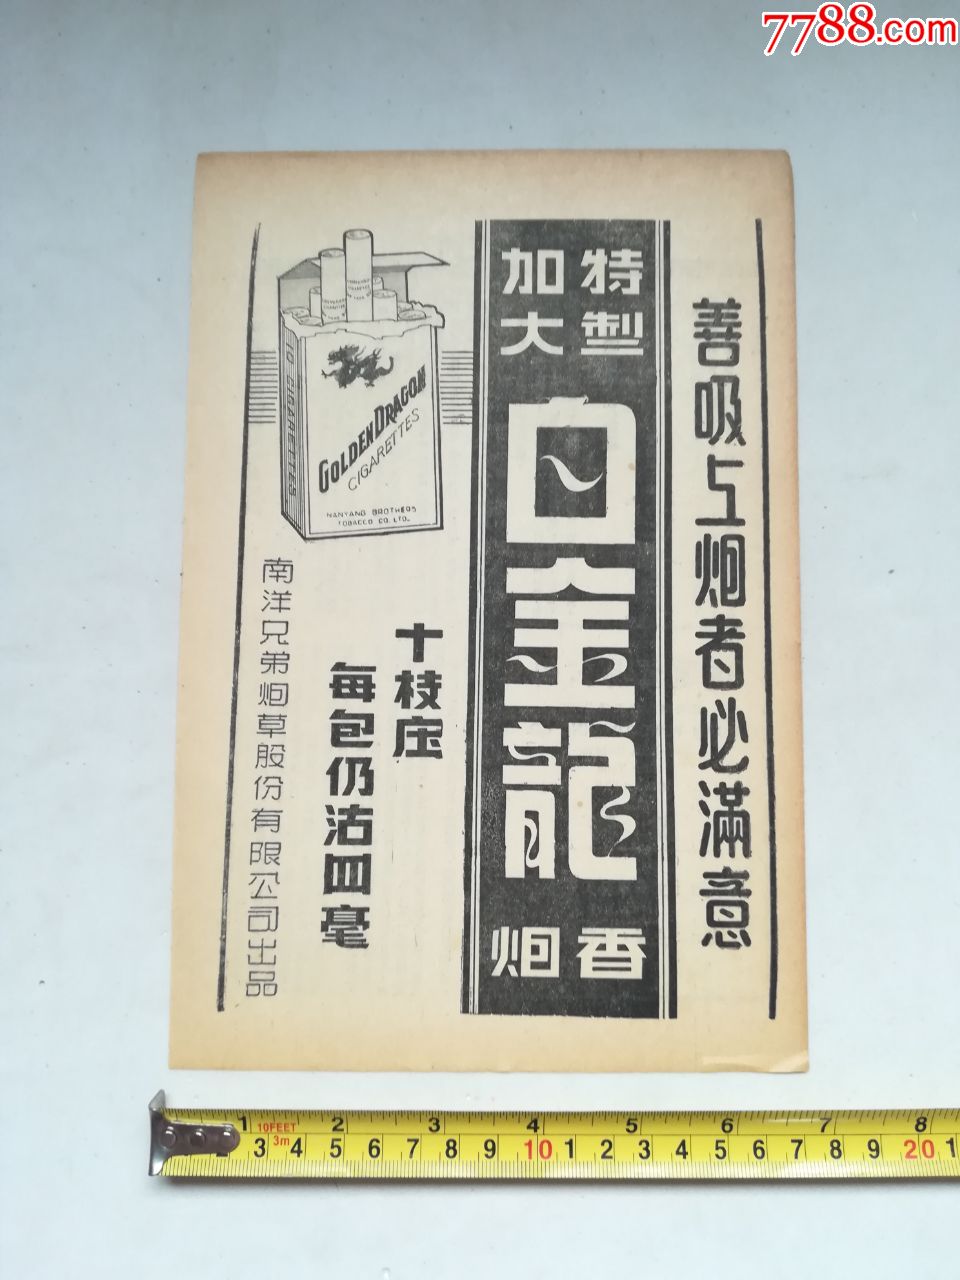 7788.com
善吸上炮者必滿意
特製
加大
白金龍
香炮
GOLDEN DRAGON
CIGARETTES
NANYANG BROTHERS
TOBACCO CO. LTD.
10 CIGARETTES
十枝庄
每包仍沽四毫
南洋兄弟炮草股份有限公司出品
1 2 3 4 5 6 7 8
10FEET
3m
3 4 5 6 7 8 9 10 1 2 3 4 5 6 7 8 9 20 1